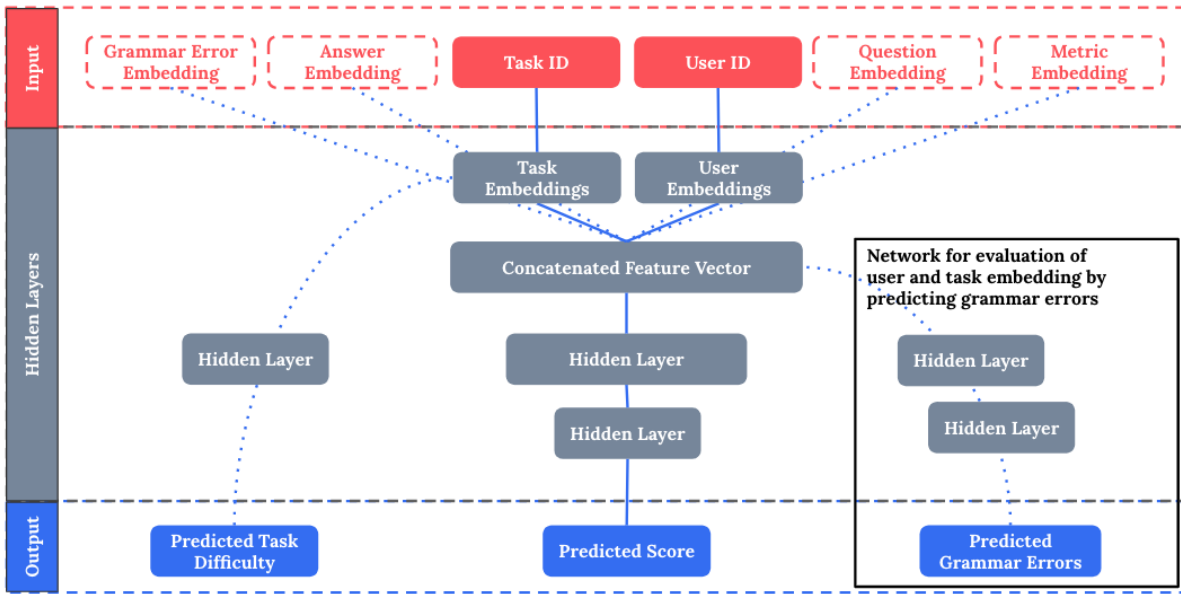 Input
Grammar Error
Embedding
Answer
Embedding
Task ID
User ID
Question
Embedding
Metric
Embedding
Hidden Layers
Task
Embeddings
User
Embeddings
Concatenated Feature Vector
Network for evaluation of
user and task embedding by
predicting grammar errors
Hidden Layer
Hidden Layer
Hidden Layer
Hidden Layer
Hidden Layer
Output
Predicted Task
Difficulty
Predicted Score
Predicted
Grammar Errors